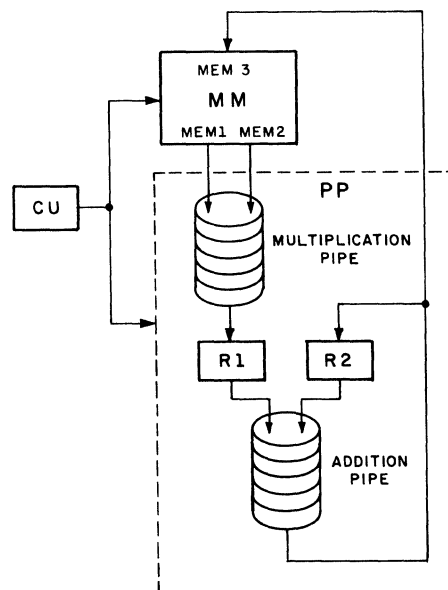 MEM 3
MM
MEM1 MEM2
PP
CU
MULTIPLICATION
PIPE
R1 R2
ADDITION
PIPE